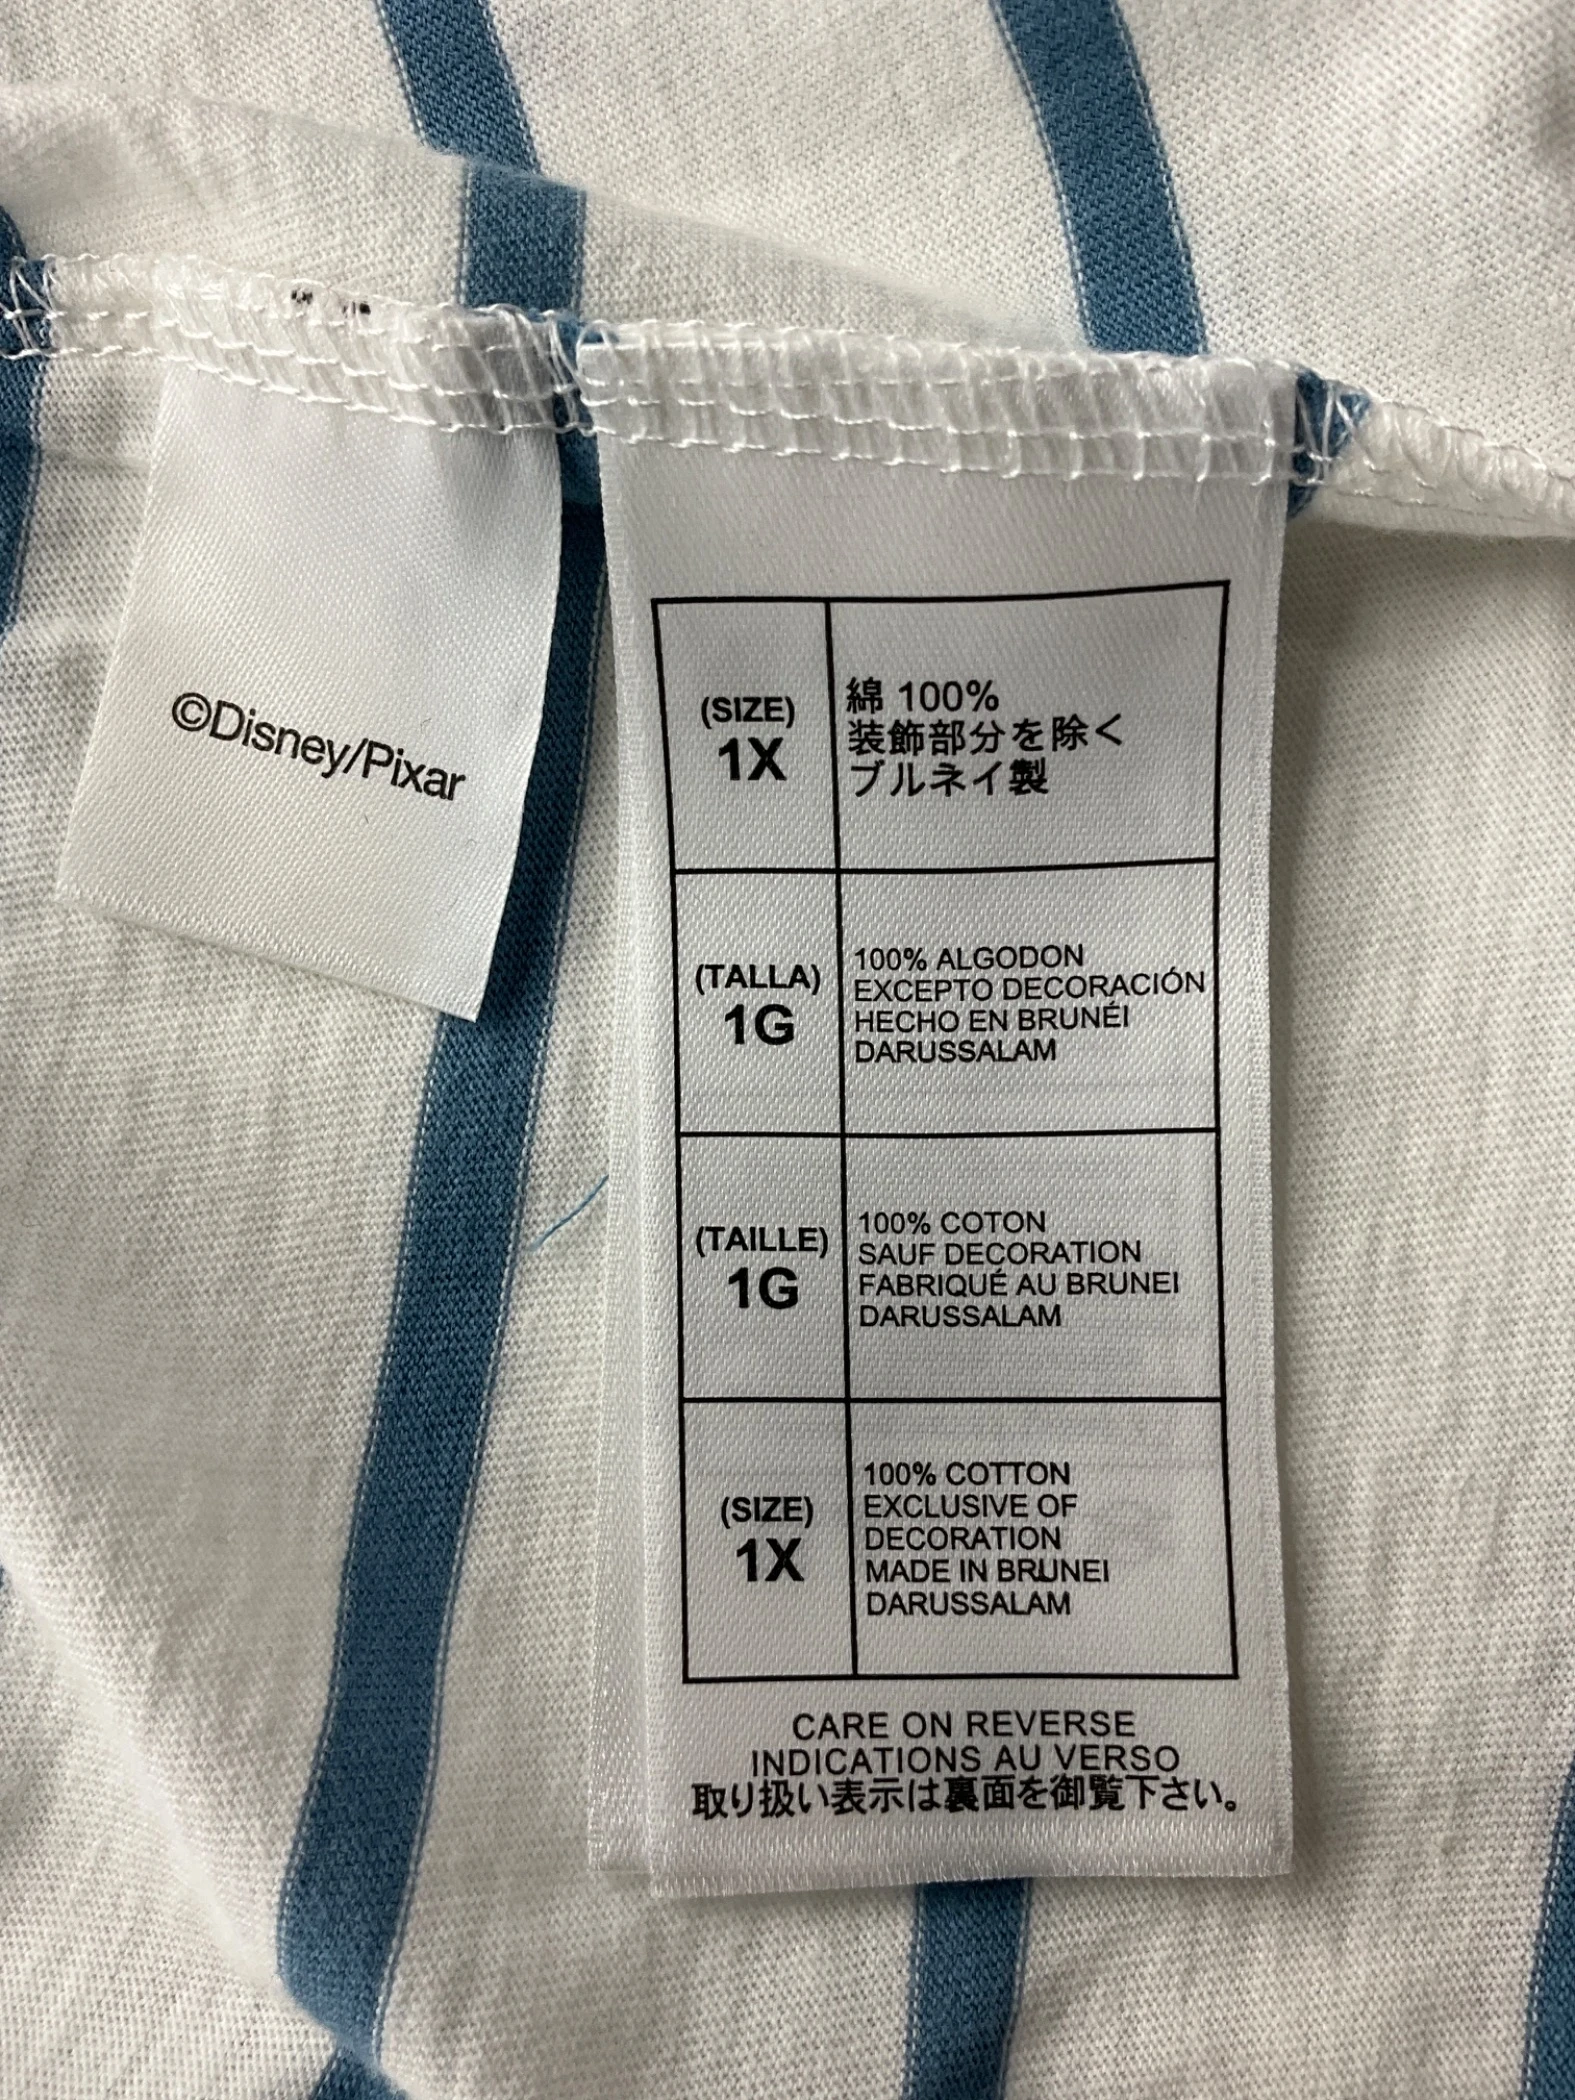 ©Disney/Pixar
(SIZE)
1X
綿 100%
装飾部分を除く
ブルネイ製
(TALLA)
1G
100% ALGODON
EXCEPTO DECORACIÓN
HECHO EN BRUNÉI
DARUSSALAM
(TAILLE)
1G
100% COTON
SAUF DECORATION
FABRIQUÉ AU BRUNEI
DARUSSALAM
(SIZE)
1X
100% COTTON
EXCLUSIVE OF
DECORATION
MADE IN BRUNEI
DARUSSALAM
CARE ON REVERSE
INDICATIONS AU VERSO
取り扱い表示は裏面を御覧下さい。